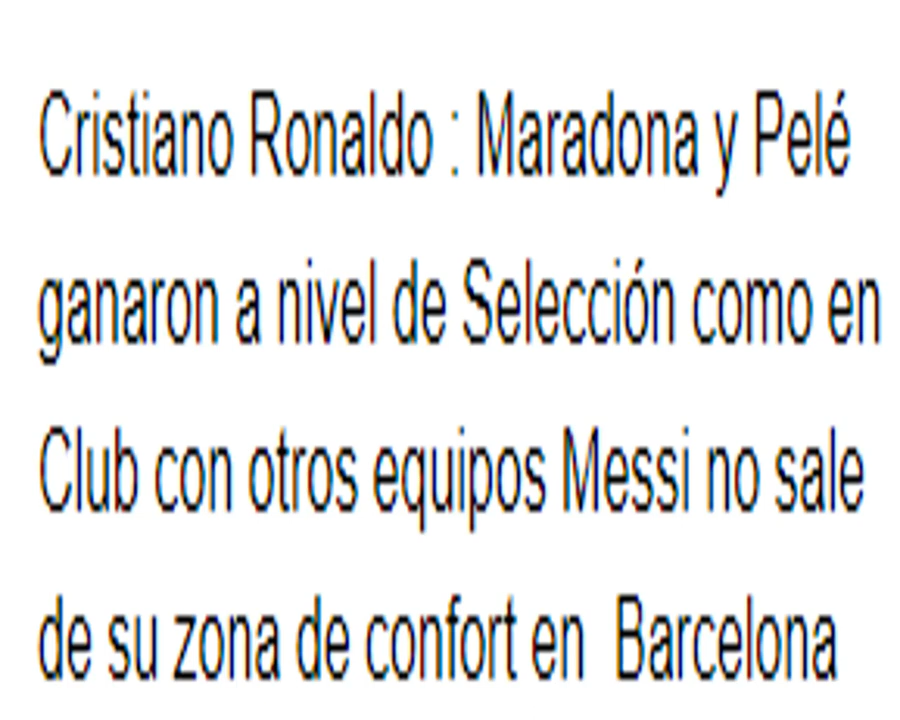 Cristiano Ronaldo : Maradona y Pelé
ganaron a nivel de Selección como en
Club con otros equipos Messi no sale
de su zona de confort en  Barcelona